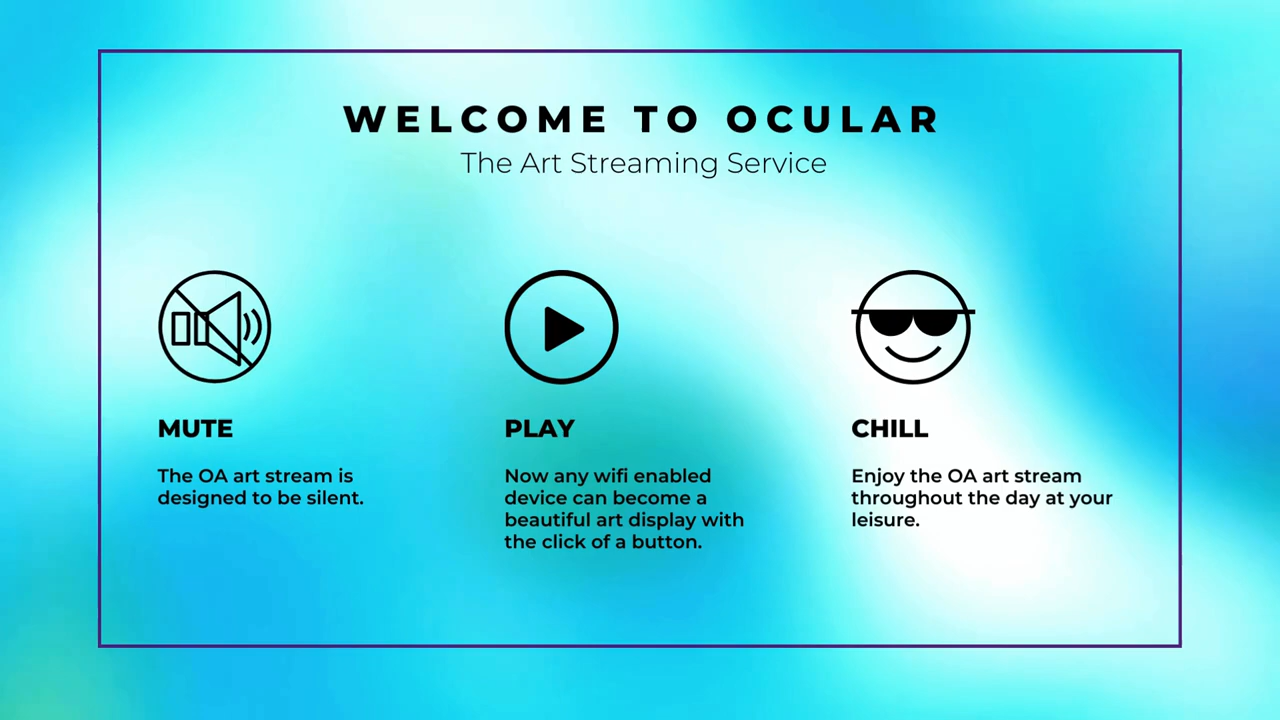 WELCOME TO OCULAR
The Art Streaming Service
MUTE
The OA art stream is
designed to be silent.
PLAY
Now any wifi enabled
device can become a
beautiful art display with
the click of a button.
CHILL
Enjoy the OA art stream
throughout the day at your
leisure.